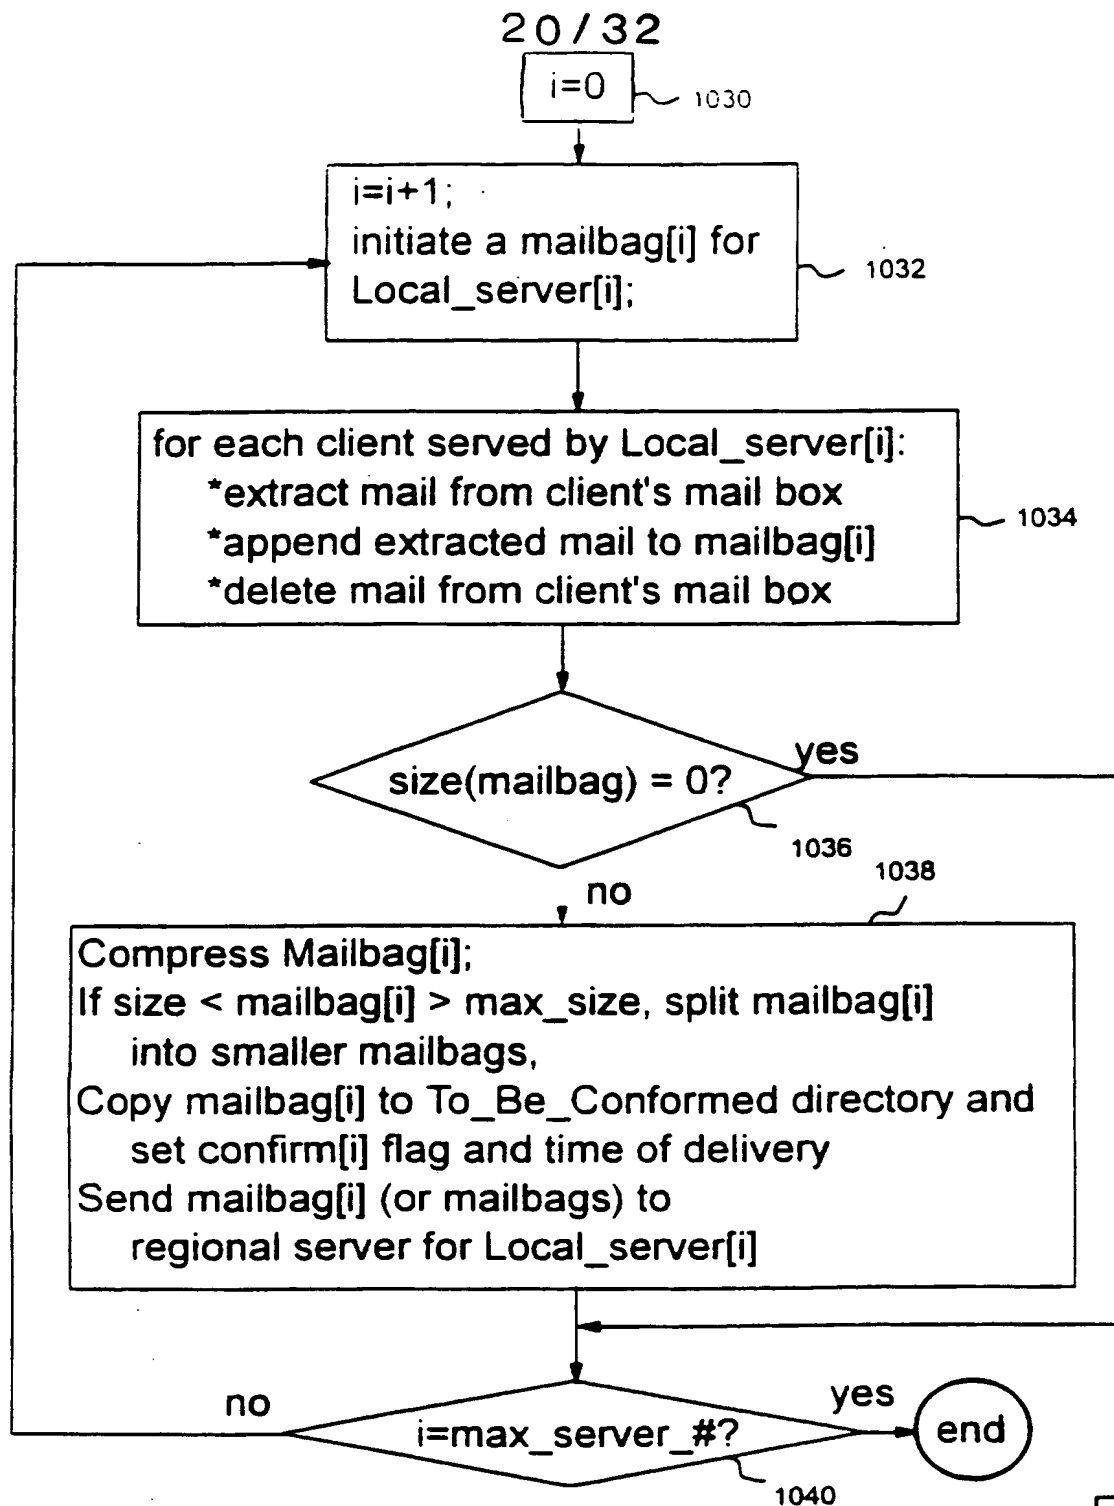 20/32
i=0
1030
i=i+1;
initiate a mailbag[i] for
Local_server[i];
1032
for each client served by Local_server[i]:
*extract mail from client's mail box
*append extracted mail to mailbag[i]
*delete mail from client's mail box
1034
size(mailbag) = 0?
yes
1036
no
1038
Compress Mailbag[i];
If size < mailbag[i] > max_size, split mailbag[i]
into smaller mailbags,
Copy mailbag[i] to To_Be_Conformed directory and
set confirm[i] flag and time of delivery
Send mailbag[i] (or mailbags) to
regional server for Local_server[i]
no
i=max_server_#?
yes
end
1040